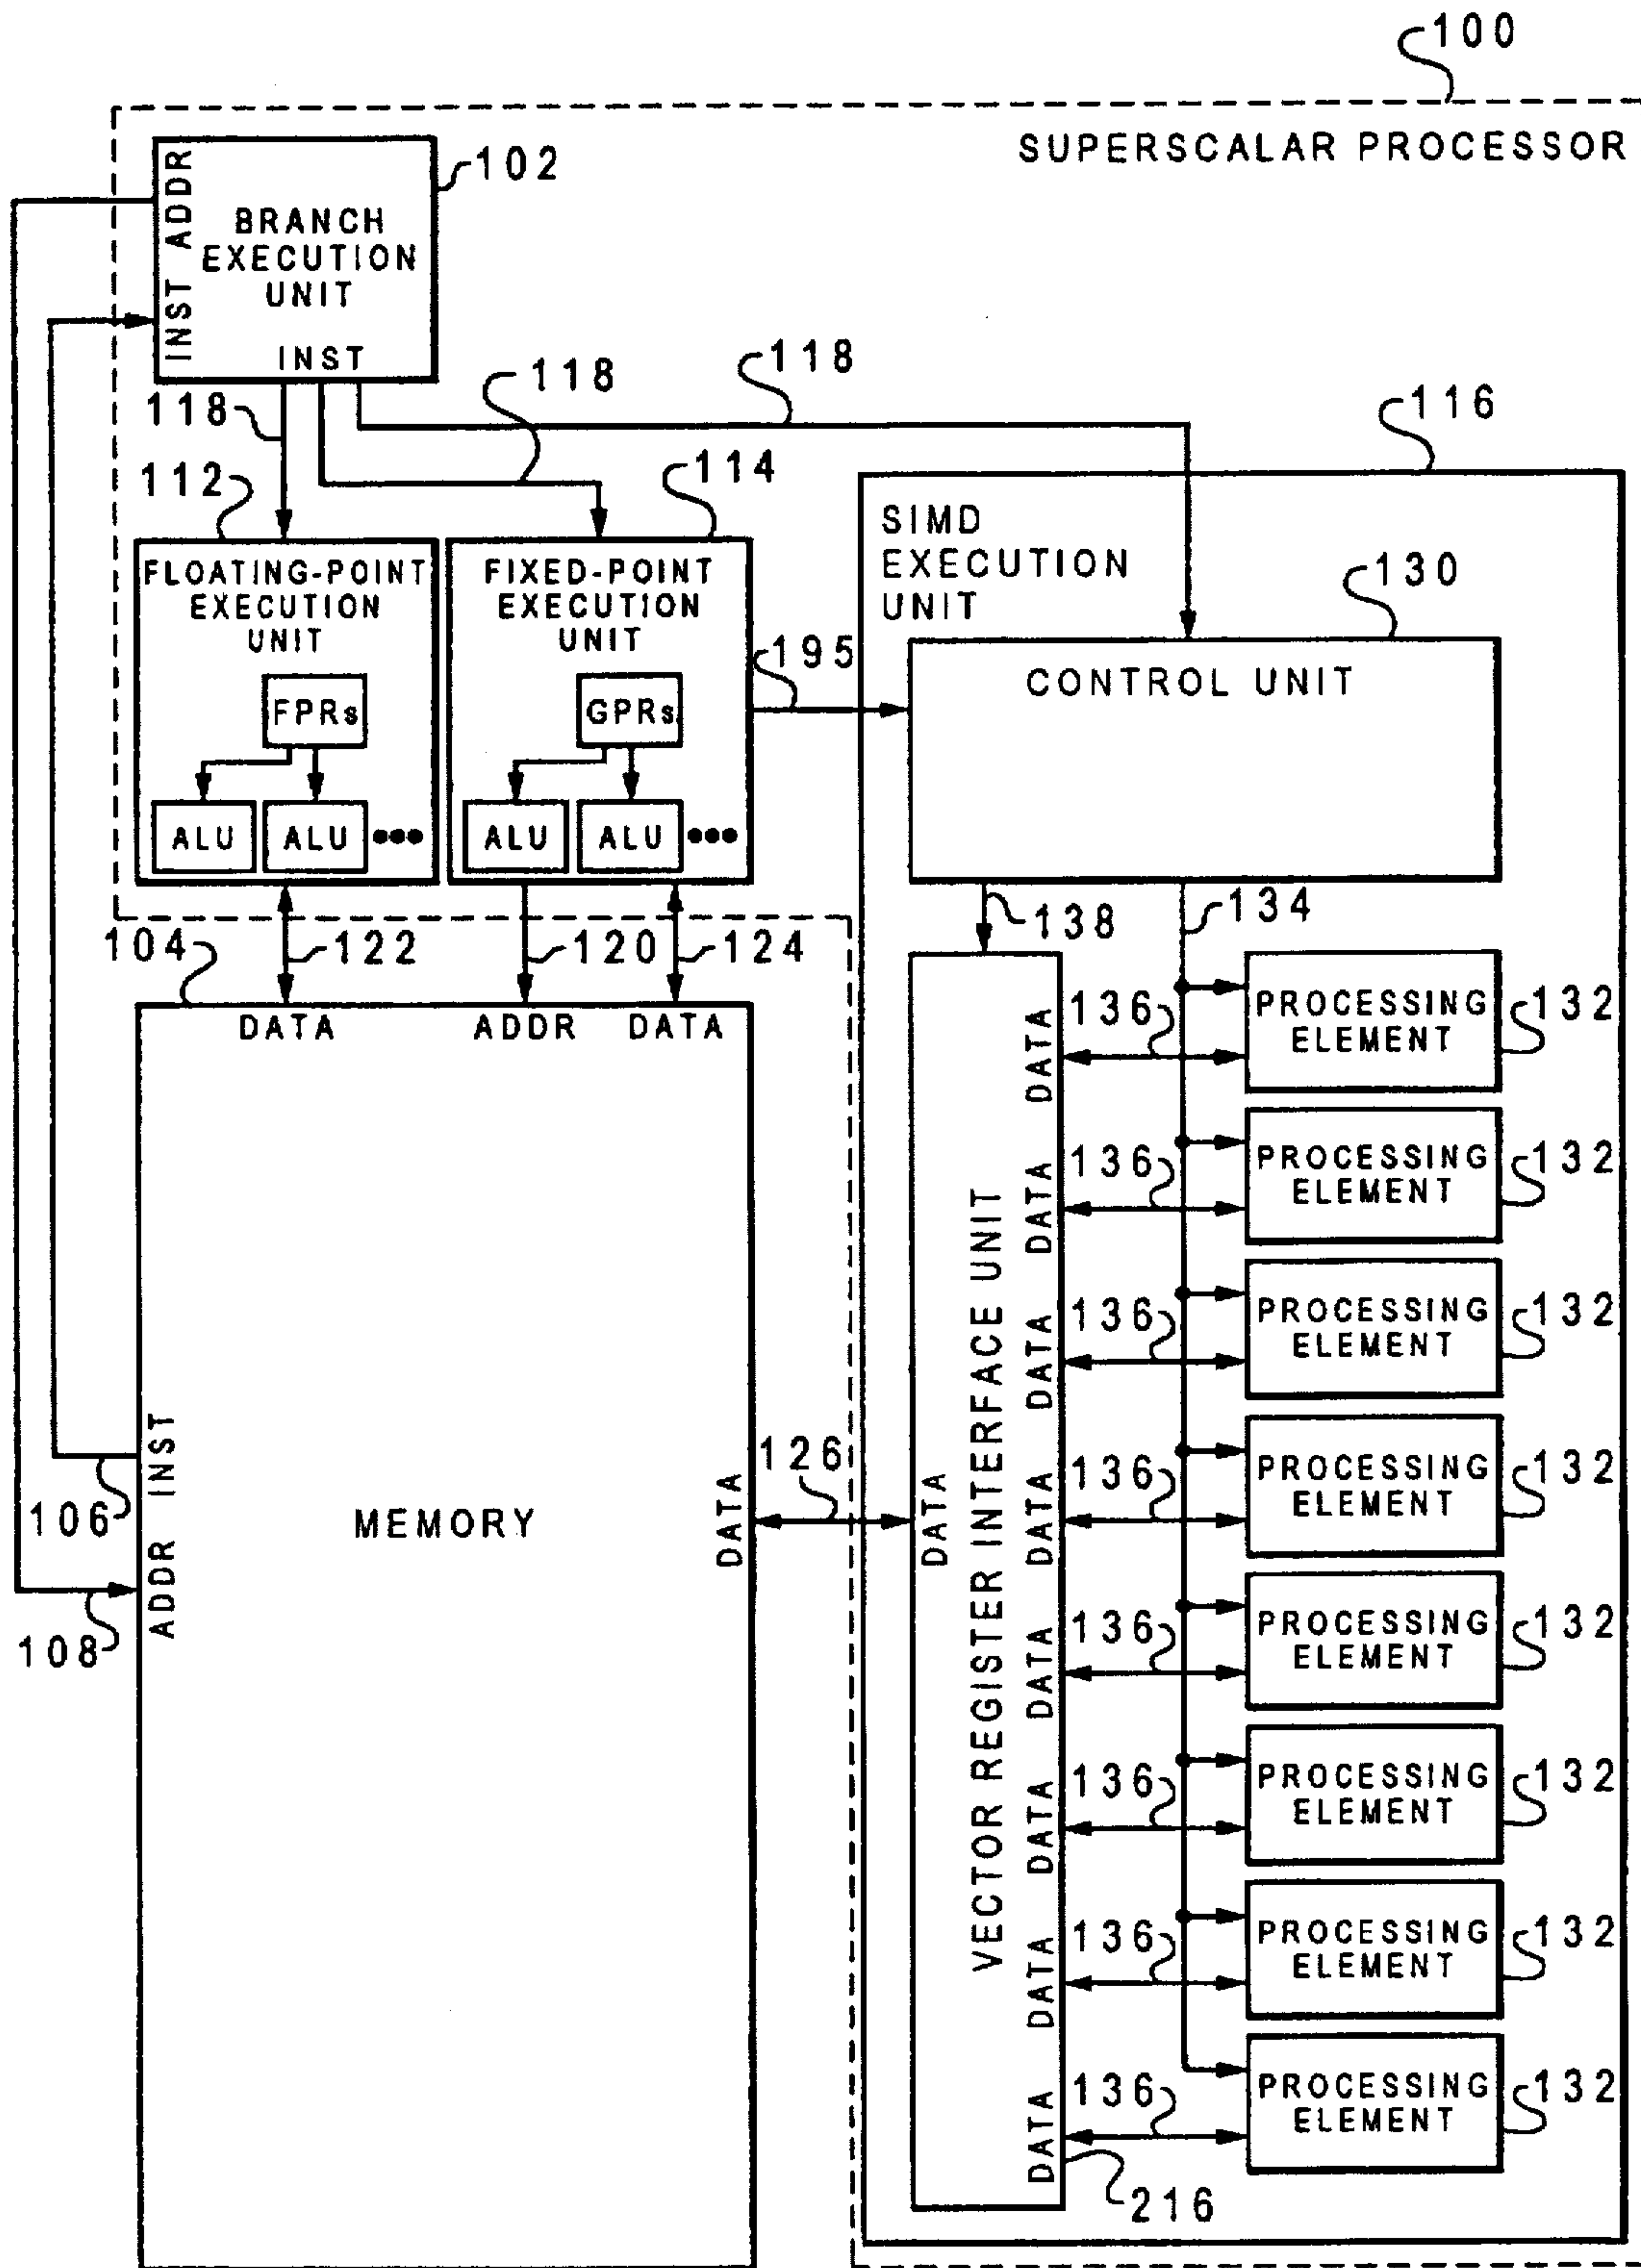 100
SUPERSCALAR PROCESSOR
102
INST ADDR
BRANCH
EXECUTION
UNIT
INST
118
118
118
116
112
114
SIMD
EXECUTION
UNIT
130
FLOATING-POINT
EXECUTION
UNIT
FIXED-POINT
EXECUTION
UNIT
195
CONTROL UNIT
FPRs
GPRs
ALU
ALU
•••
ALU
ALU
•••
104
122
120
124
138
134
DATA
ADDR
DATA
MEMORY
INST
ADDR
106
108
DATA
126
DATA
VECTOR REGISTER INTERFACE UNIT
DATA
136
PROCESSING
ELEMENT
132
DATA
136
PROCESSING
ELEMENT
132
DATA
136
PROCESSING
ELEMENT
132
DATA
136
PROCESSING
ELEMENT
132
DATA
136
PROCESSING
ELEMENT
132
DATA
136
PROCESSING
ELEMENT
132
DATA
136
PROCESSING
ELEMENT
132
DATA
136
PROCESSING
ELEMENT
132
216